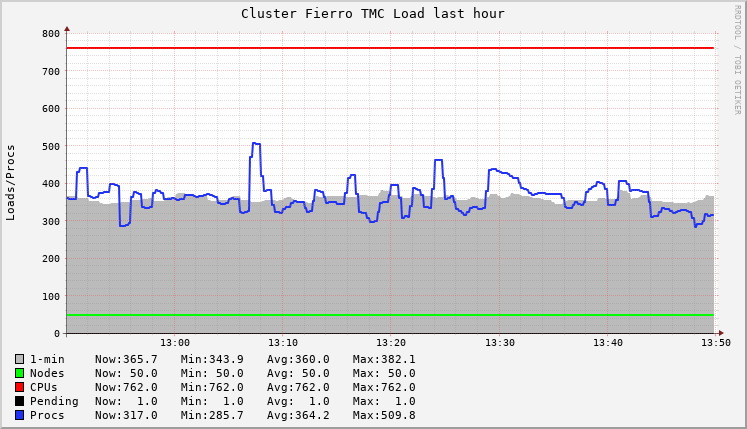 Cluster Fierro TMC Load last hour
RRDTOOL / TOBI OETIKER
Loads/Procs
800
700
600
500
400
300
200
100
0
13:00 13:10 13:20 13:30 13:40 13:50
1-min Now:365.7 Min:343.9 Avg:360.0 Max:382.1
Nodes Now: 50.0 Min: 50.0 Avg: 50.0 Max: 50.0
CPUs Now:762.0 Min:762.0 Avg:762.0 Max:762.0
Pending Now: 1.0 Min: 1.0 Avg: 1.0 Max: 1.0
Procs Now:317.0 Min:285.7 Avg:364.2 Max:509.8